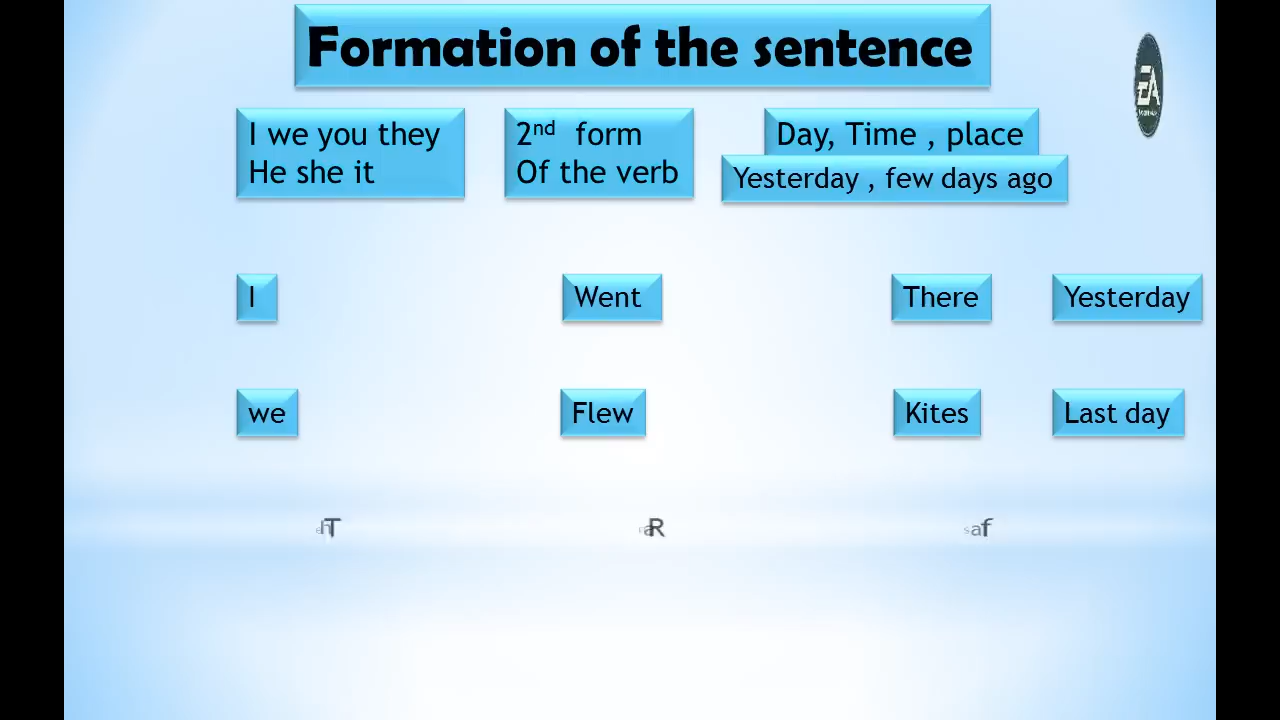 Formation of the sentence
EA
I we you they
He she it
2nd form
Of the verb
Day, Time , place
Yesterday , few days ago
I Went There Yesterday
we Flew Kites Last day